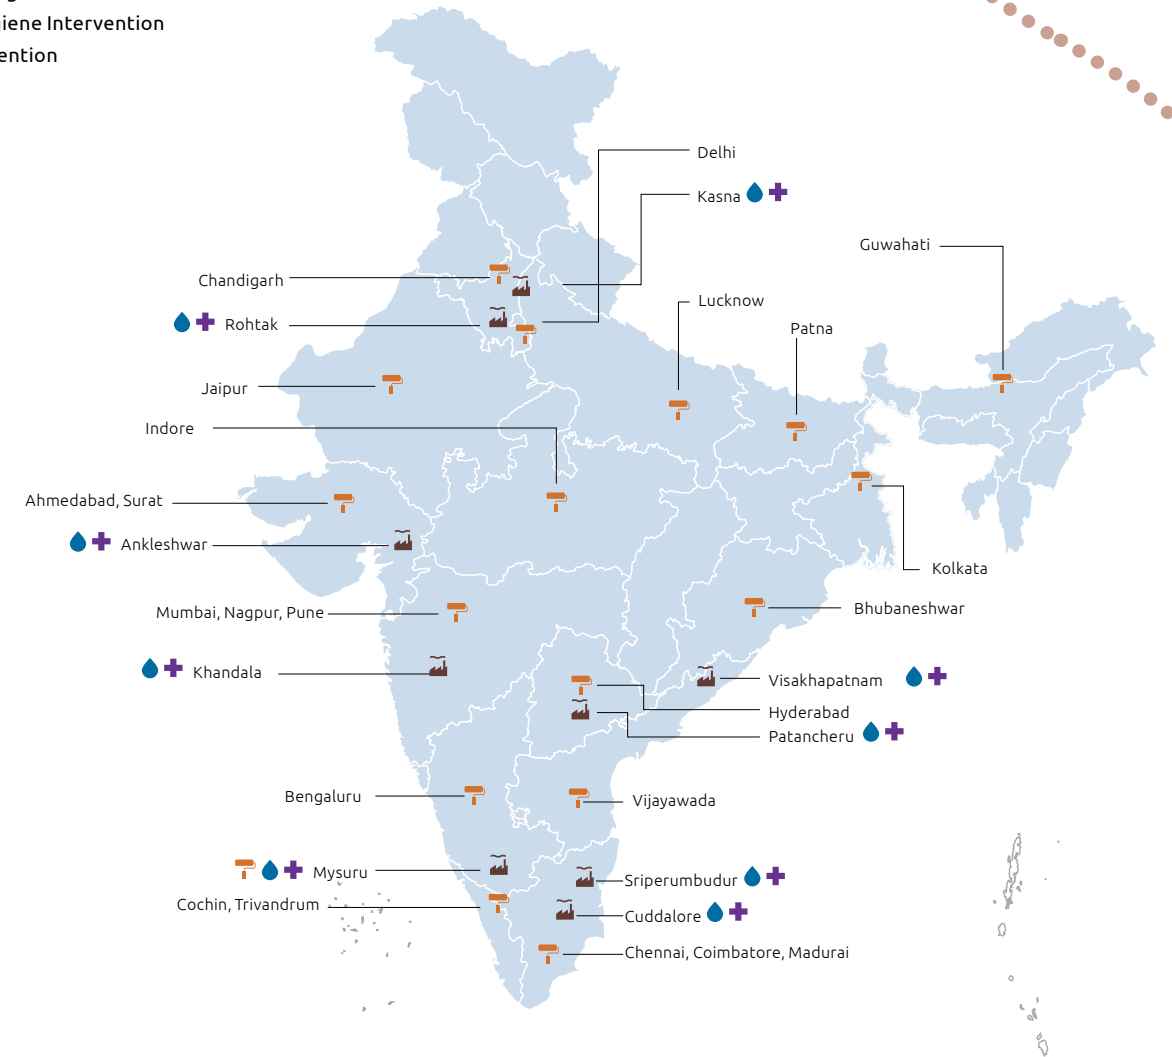 Intervention
ention
Delhi
Kasna
Guwahati
Chandigarh
Lucknow
Rohtak
Patna
Jaipur
Indore
Ahmedabad, Surat
Ankleshwar
Kolkata
Mumbai, Nagpur, Pune
Bhubaneshwar
Khandala
Visakhapatnam
Hyderabad
Patancheru
Bengaluru
Vijayawada
Mysuru
Sriperumbudur
Cochin, Trivandrum
Cuddalore
Chennai, Coimbatore, Madurai